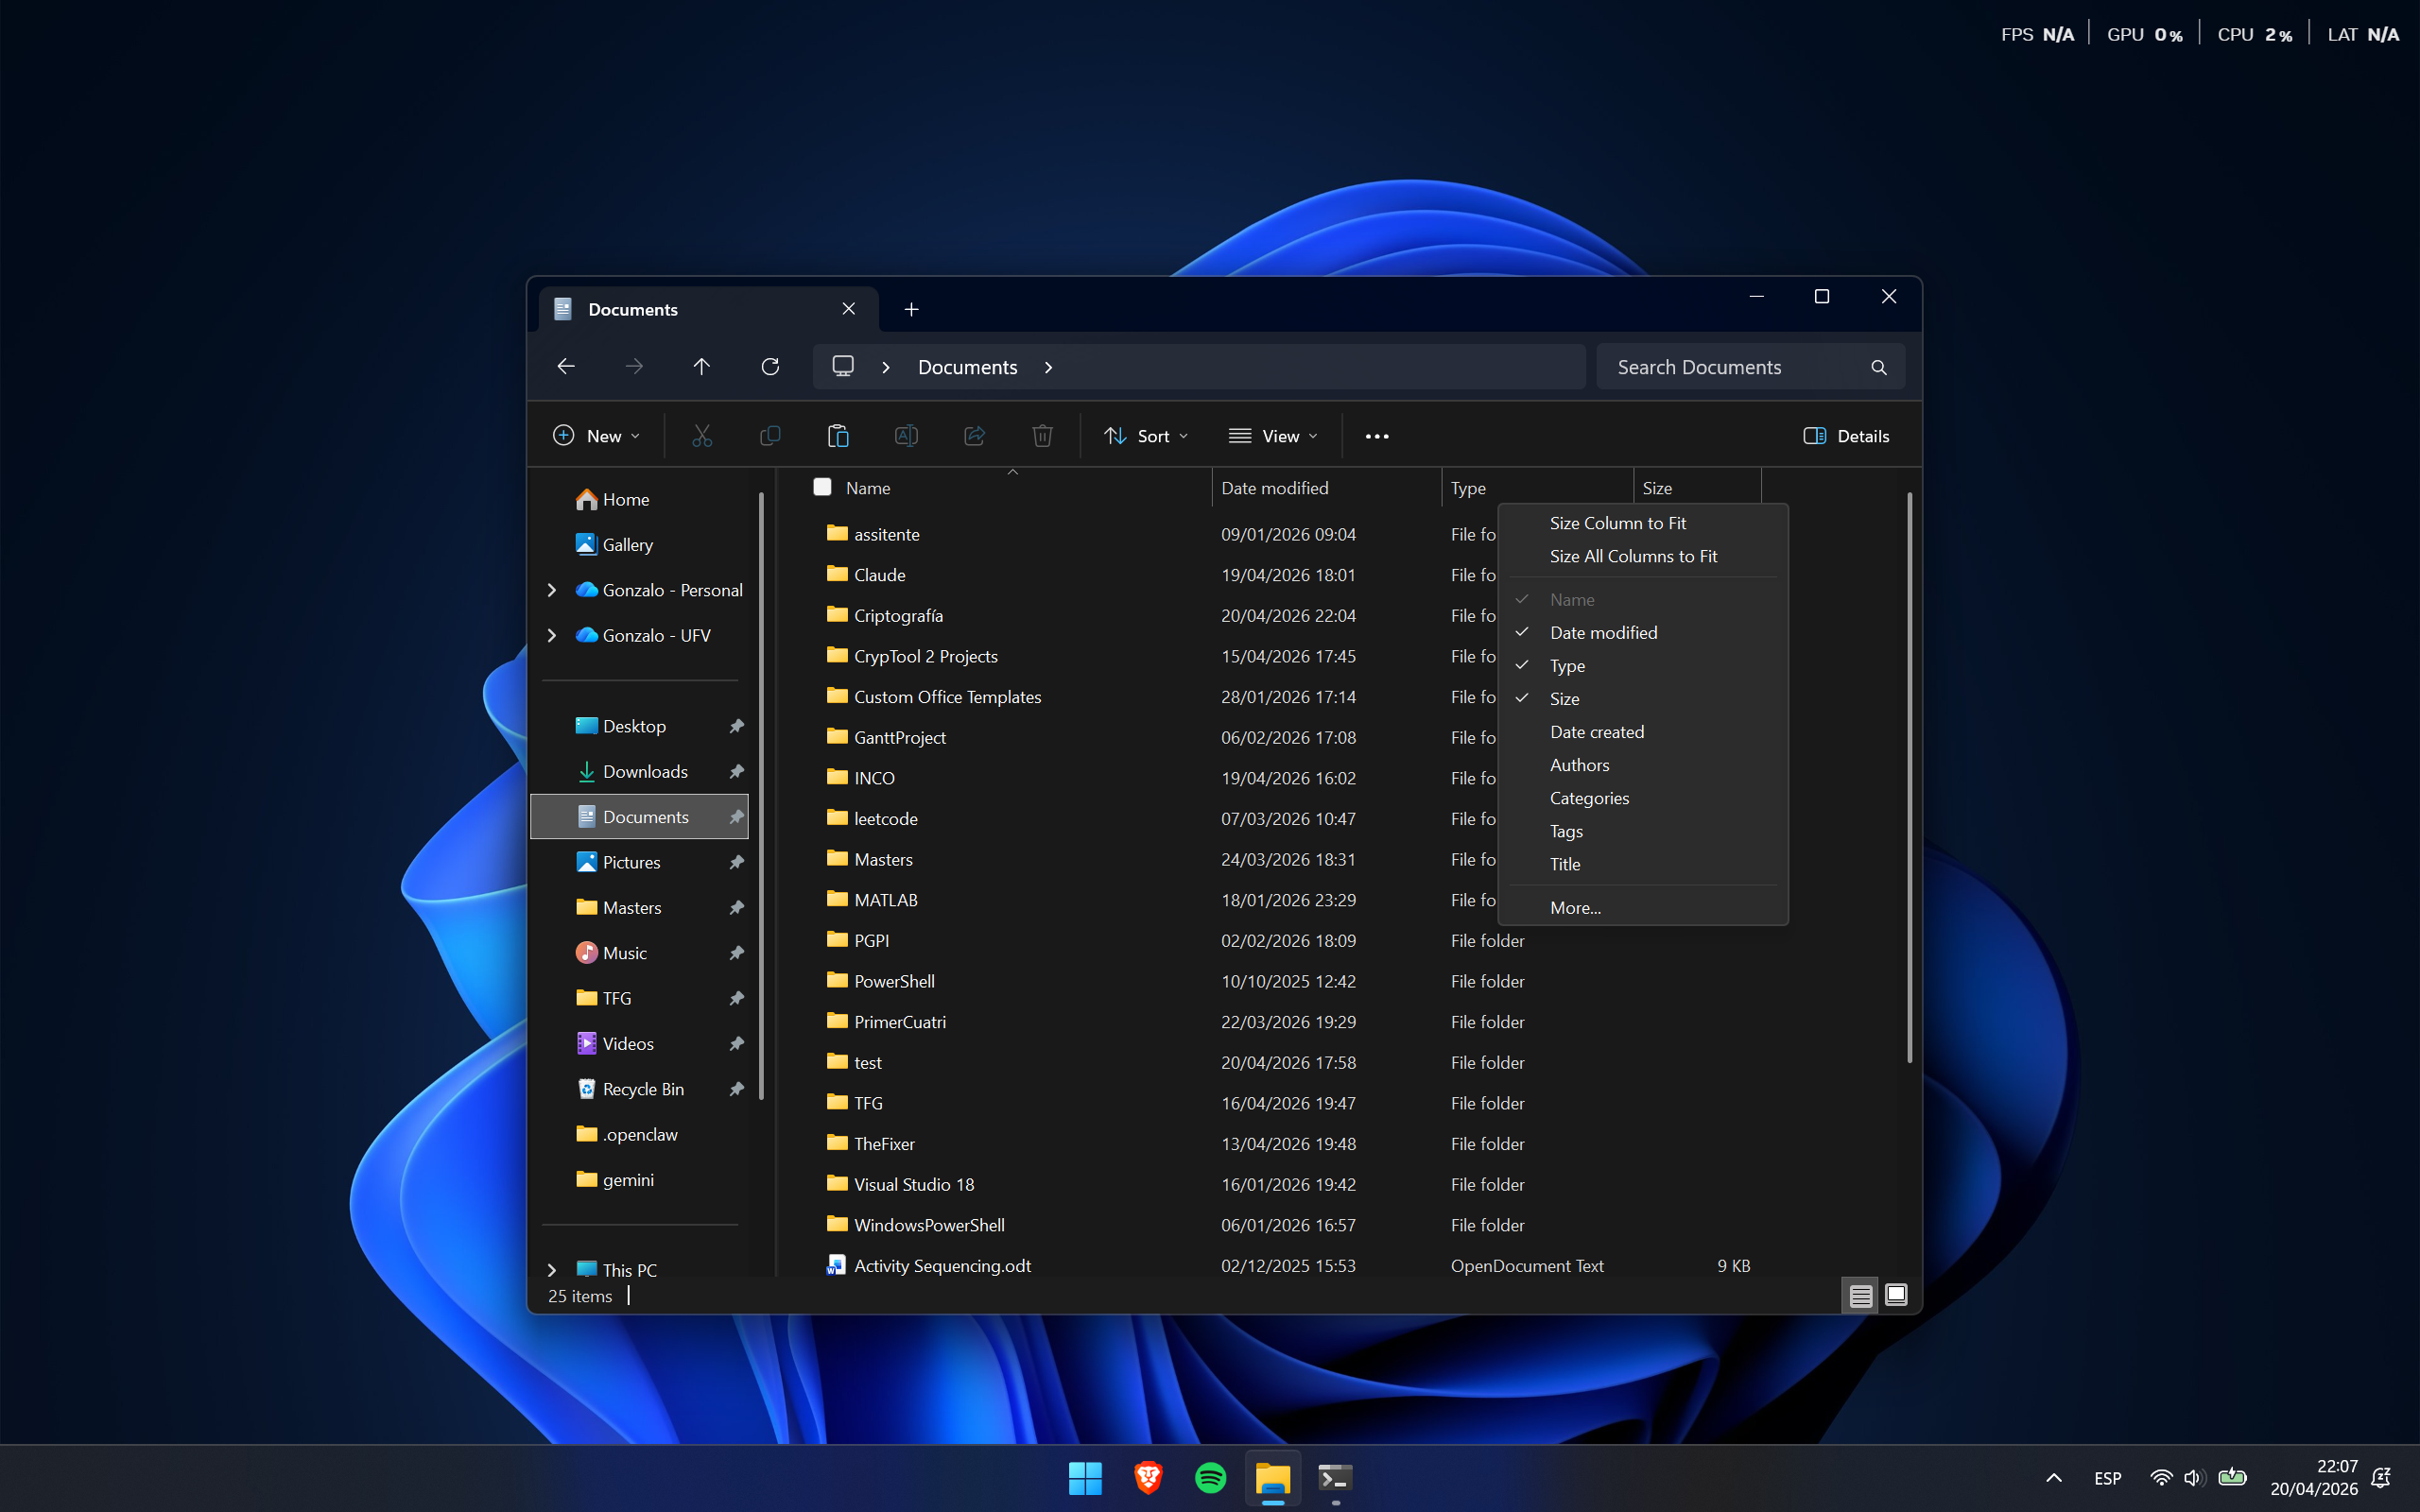 FPS N/A GPU 0% CPU 2% LAT N/A
Documents
Documents
Search Documents
New
Sort
View
Details
Home
Gallery
Gonzalo - Personal
Gonzalo - UFV
Desktop
Downloads
Documents
Pictures
Masters
Music
TFG
Videos
Recycle Bin
.openclaw
gemini
This PC
Name Date modified Type Size
assitente 09/01/2026 09:04 File fo
Claude 19/04/2026 18:01 File fo
Criptografía 20/04/2026 22:04 File fo
CrypTool 2 Projects 15/04/2026 17:45 File fo
Custom Office Templates 28/01/2026 17:14 File fo
GanttProject 06/02/2026 17:08 File fo
INCO 19/04/2026 16:02 File fo
leetcode 07/03/2026 10:47 File fo
Masters 24/03/2026 18:31 File fo
MATLAB 18/01/2026 23:29 File fo
PGPI 02/02/2026 18:09 File folder
PowerShell 10/10/2025 12:42 File folder
PrimerCuatri 22/03/2026 19:29 File folder
test 20/04/2026 17:58 File folder
TFG 16/04/2026 19:47 File folder
TheFixer 13/04/2026 19:48 File folder
Visual Studio 18 16/01/2026 19:42 File folder
WindowsPowerShell 06/01/2026 16:57 File folder
Activity Sequencing.odt 02/12/2025 15:53 OpenDocument Text 9 KB
Size Column to Fit
Size All Columns to Fit
Name
Date modified
Type
Size
Date created
Authors
Categories
Tags
Title
More...
25 items
ESP
22:07
20/04/2026